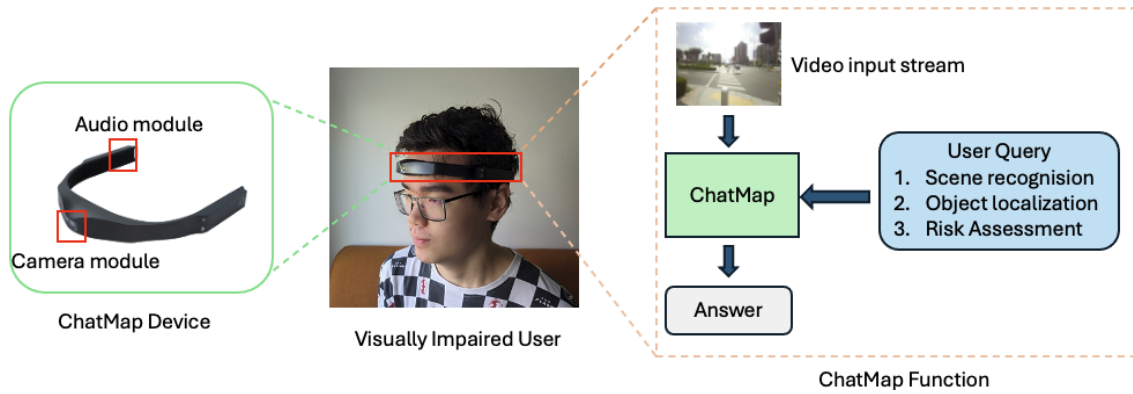 Audio module
Camera module
ChatMap Device
Visually Impaired User
Video input stream
ChatMap
User Query
1. Scene recognision
2. Object localization
3. Risk Assessment
Answer
ChatMap Function